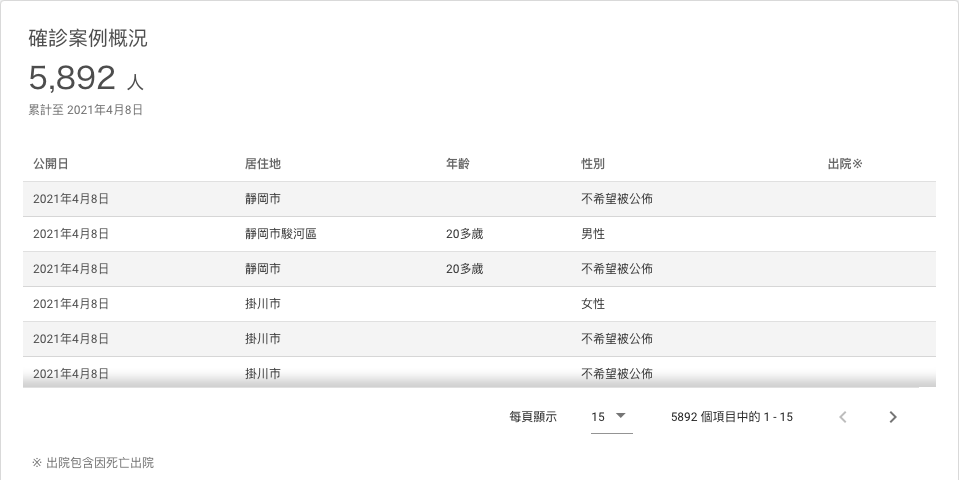 確診案例概況
5,892 人
累計至 2021年4月8日
公開日 居住地 年齡 性別 出院※
2021年4月8日 靜岡市 不希望被公佈
2021年4月8日 靜岡市駿河區 20多歲 男性
2021年4月8日 靜岡市 20多歲 不希望被公佈
2021年4月8日 掛川市 女性
2021年4月8日 掛川市 不希望被公佈
2021年4月8日 掛川市 不希望被公佈
每頁顯示 15 5892 個項目中的 1 - 15
※ 出院包含因死亡出院